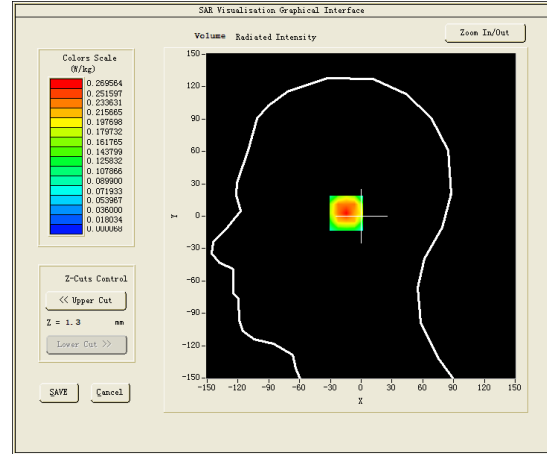 SAR Visualisation Graphical Interface
Volume Radiated Intensity
Zoom In/Out
Colors Scale
(W/kg)
0.269564
0.251597
0.233631
0.215665
0.197698
0.179732
0.161765
0.143799
0.125832
0.107866
0.089900
0.071933
0.053967
0.036000
0.018034
0.000068
Z-Cuts Control
<< Upper Cut
Z = 1.3 mm
Lower Cut >>
SAVE
Cancel
150
120
90
60
30
0
-30
-60
-90
-120
-150
Y
-150 -120 -90 -60 -30 0 30 60 90 120 150
X